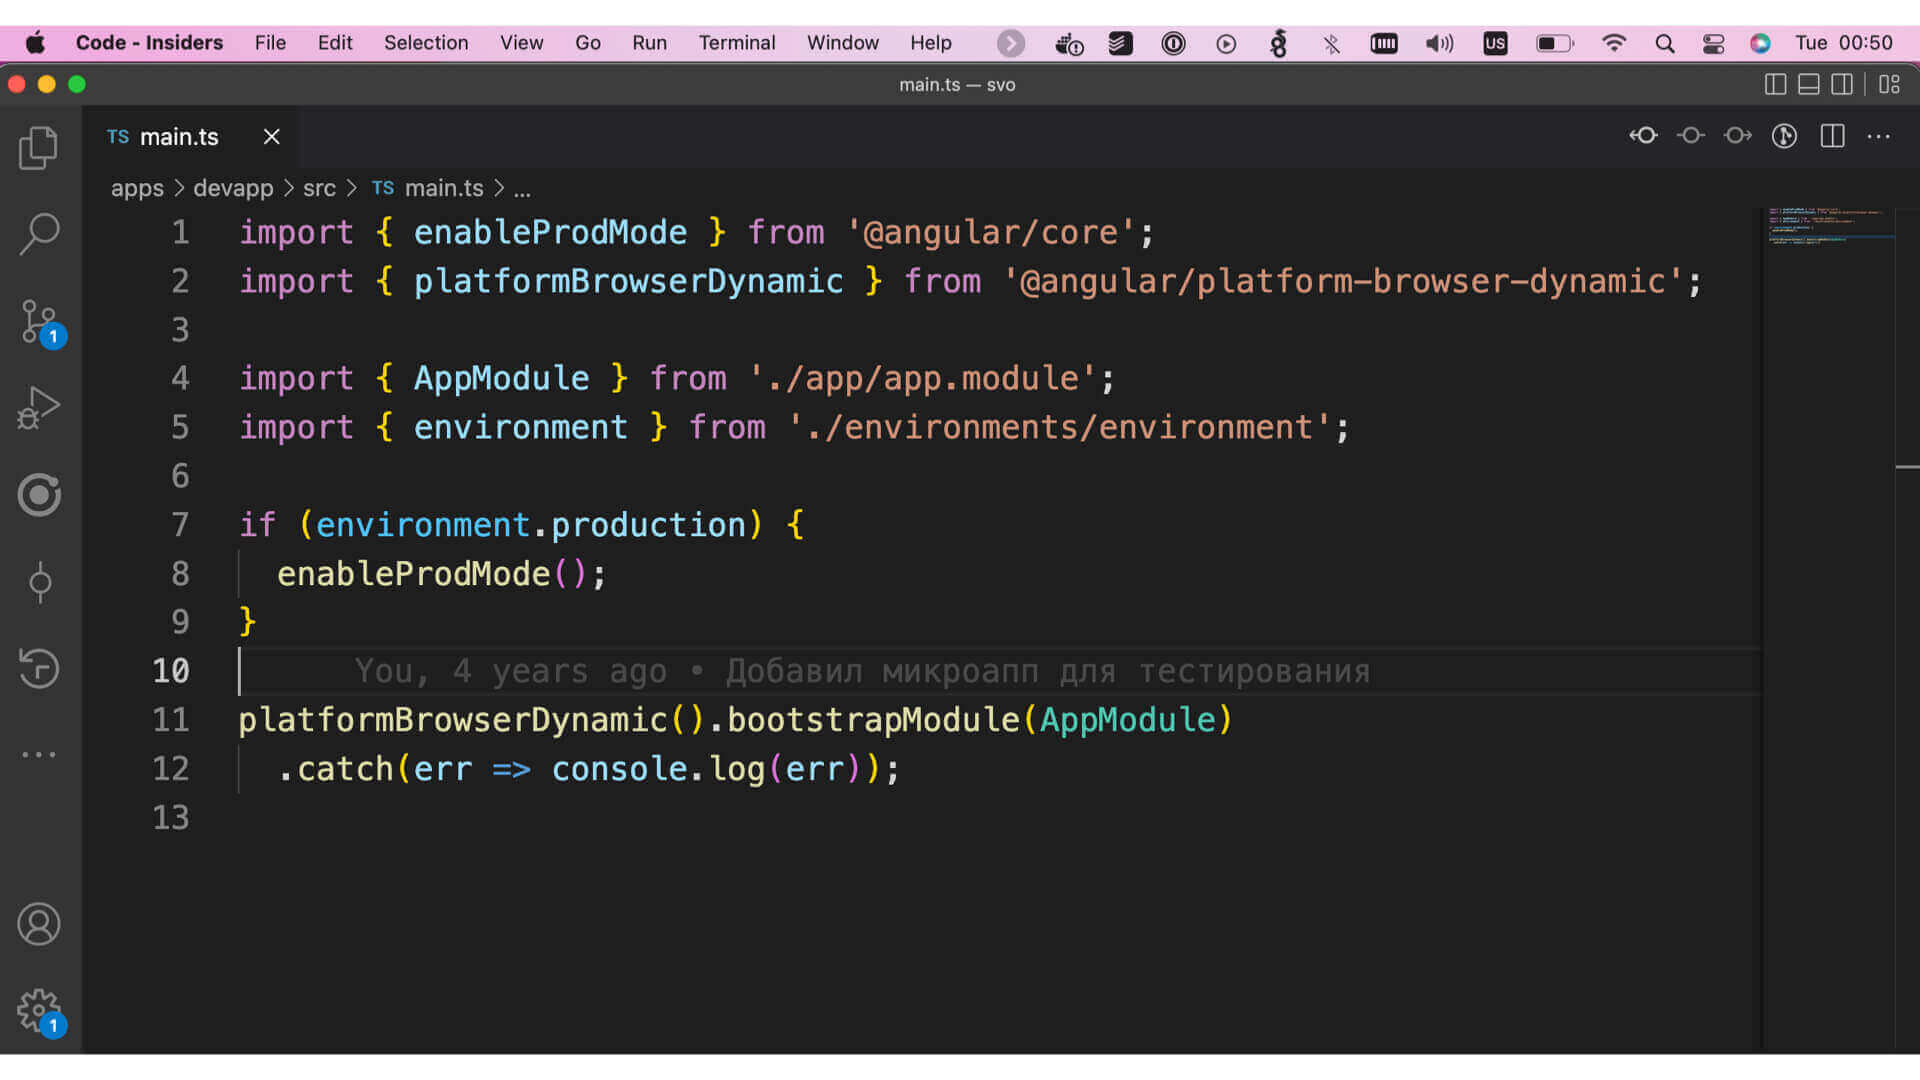 Code - Insiders File Edit Selection View Go Run Terminal Window Help US Tue 00:50
main.ts — svo
TS main.ts
apps > devapp > src > TS main.ts > ...
1 import { enableProdMode } from '@angular/core';
2 import { platformBrowserDynamic } from '@angular/platform-browser-dynamic';
3
4 import { AppModule } from './app/app.module';
5 import { environment } from './environments/environment';
6
7 if (environment.production) {
8 enableProdMode();
9 }
10 You, 4 years ago • Добавил микроапп для тестирования
11 platformBrowserDynamic().bootstrapModule(AppModule)
12 .catch(err => console.log(err));
13
1
1